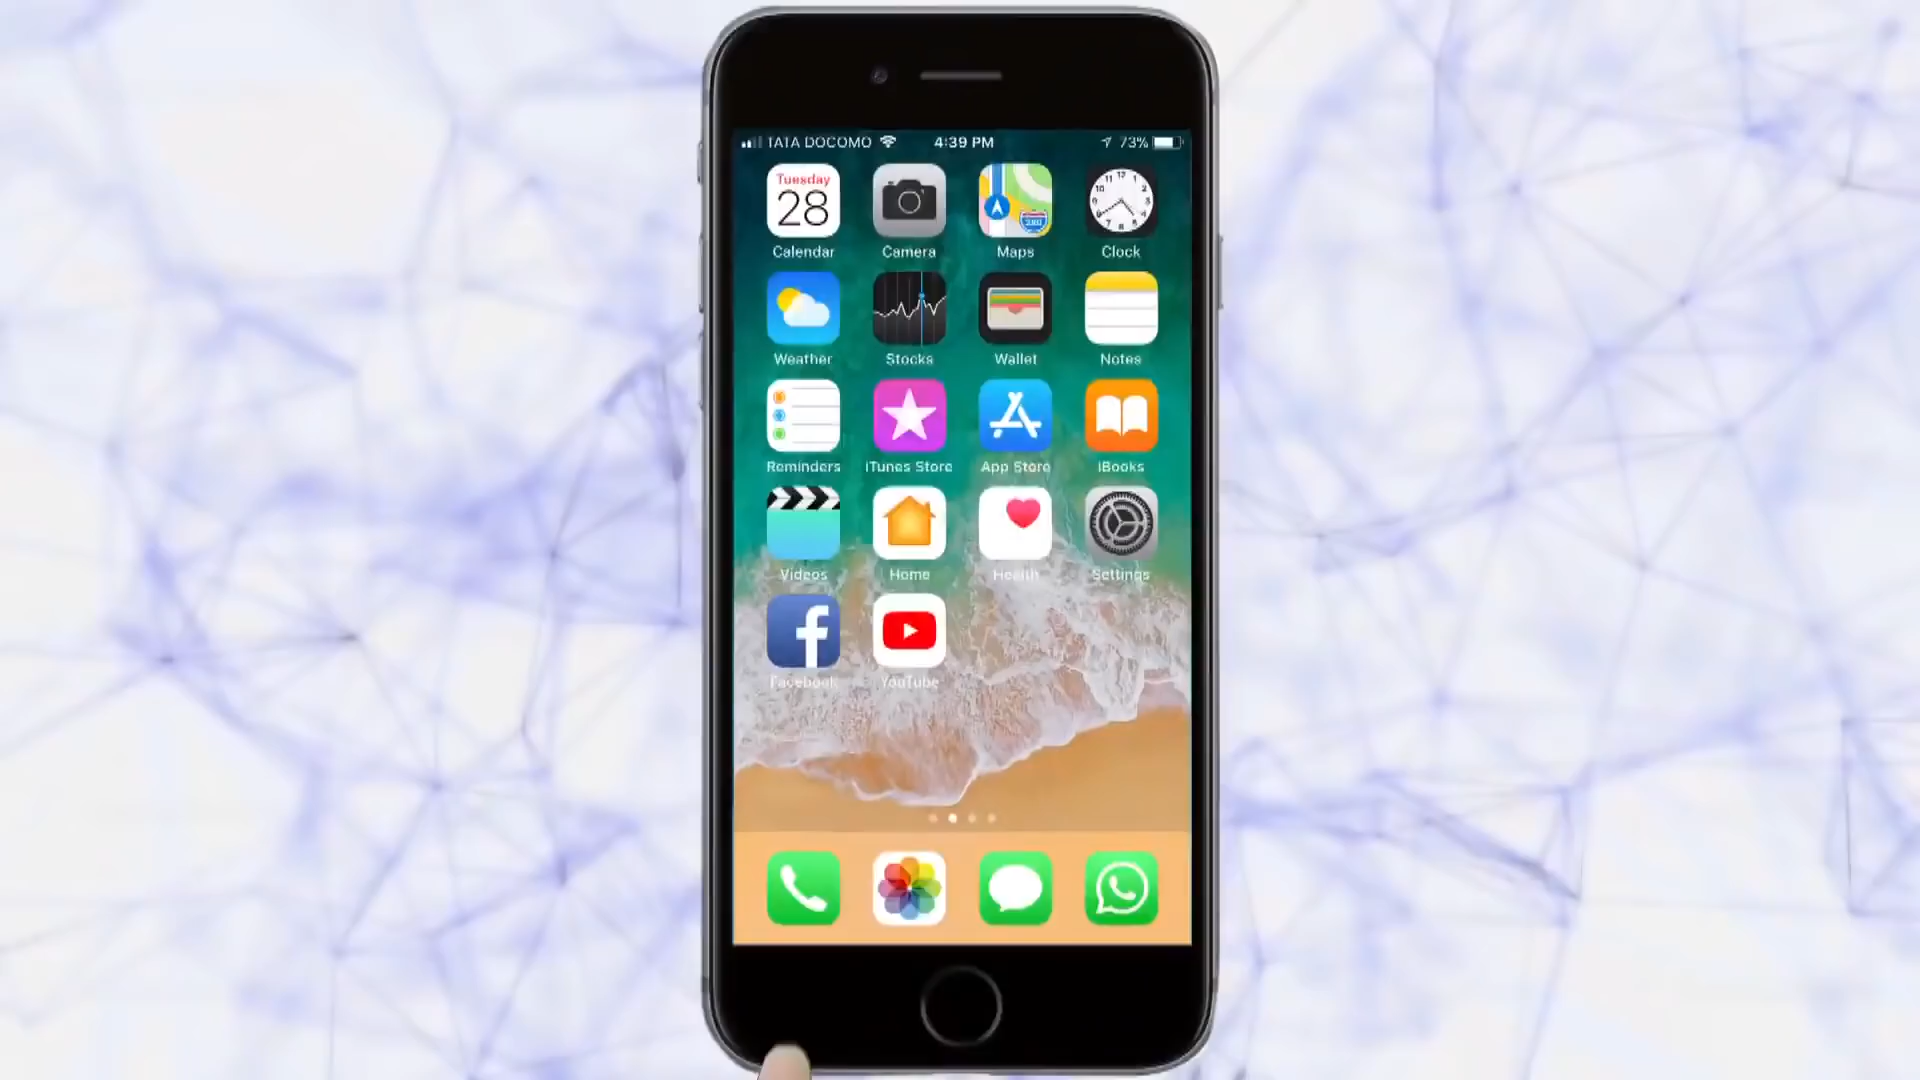 TATA DOCOMO 4:39 PM 73%
Tuesday
28
Calendar Camera Maps Clock
Weather Stocks Wallet Notes
Reminders iTunes Store App Store iBooks
Videos Home Health Settings
Facebook YouTube